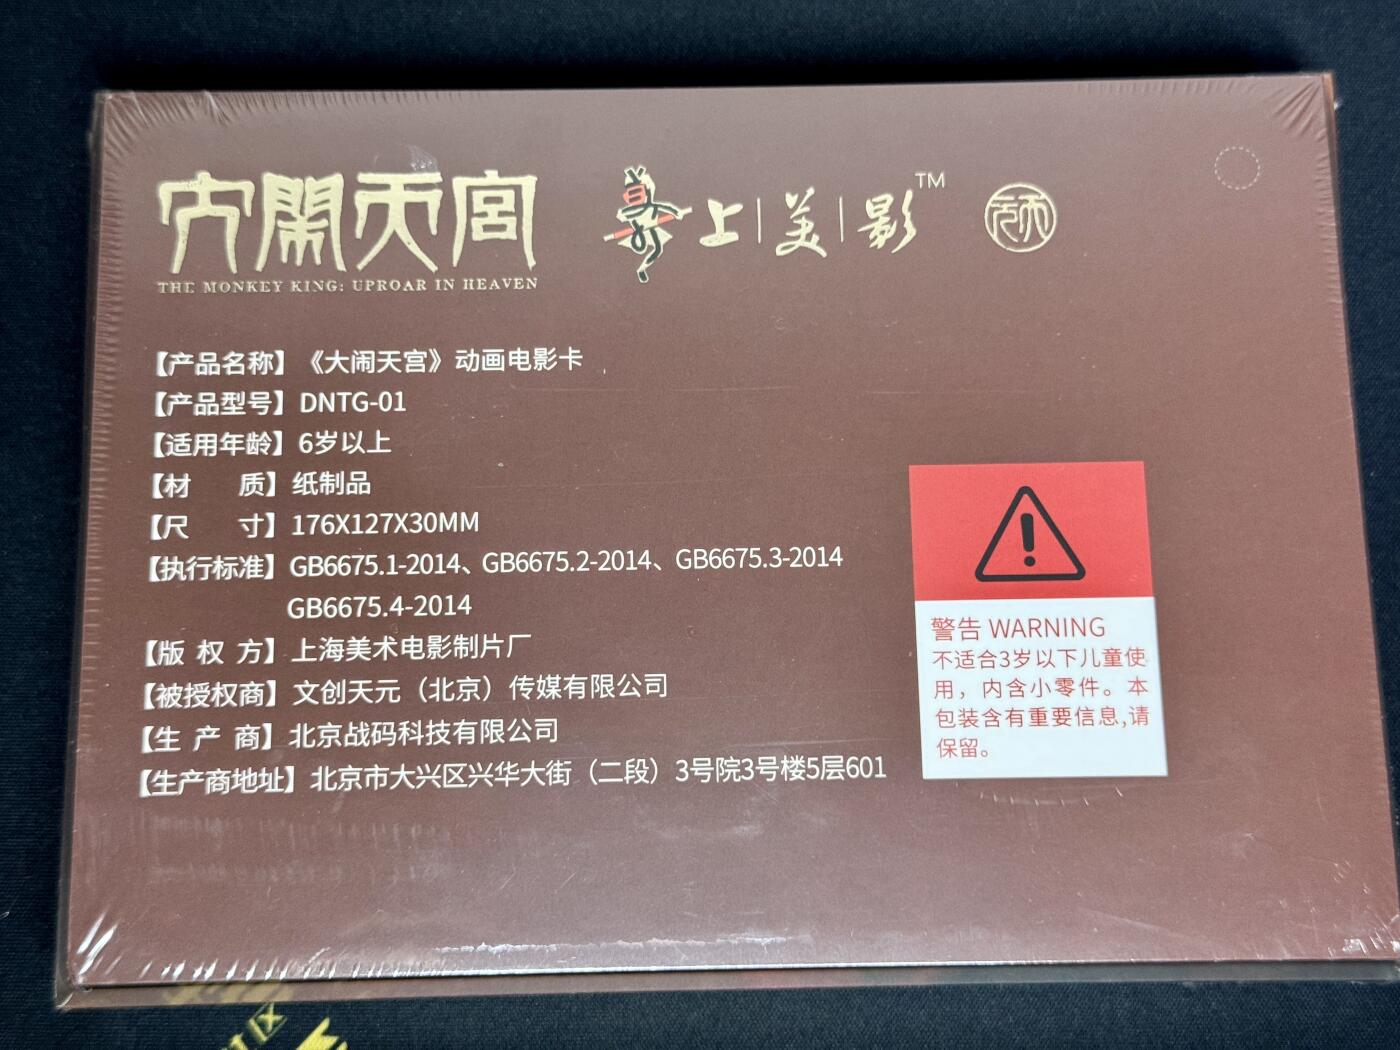 大闹天宫
THE MONKEY KING: UPROAR IN HEAVEN
上美影™
【产品名称】《大闹天宫》动画电影卡
【产品型号】DNTG-01
【适用年龄】6岁以上
【材 质】纸制品
【尺 寸】176X127X30MM
【执行标准】GB6675.1-2014、GB6675.2-2014、GB6675.3-2014
GB6675.4-2014
【版 权 方】上海美术电影制片厂
【被授权商】文创天元（北京）传媒有限公司
【生 产 商】北京战码科技有限公司
【生产商地址】北京市大兴区兴华大街（二段）3号院3号楼5层601
警告 WARNING
不适合3岁以下儿童使
用，内含小零件。本
包装含有重要信息,请
保留。